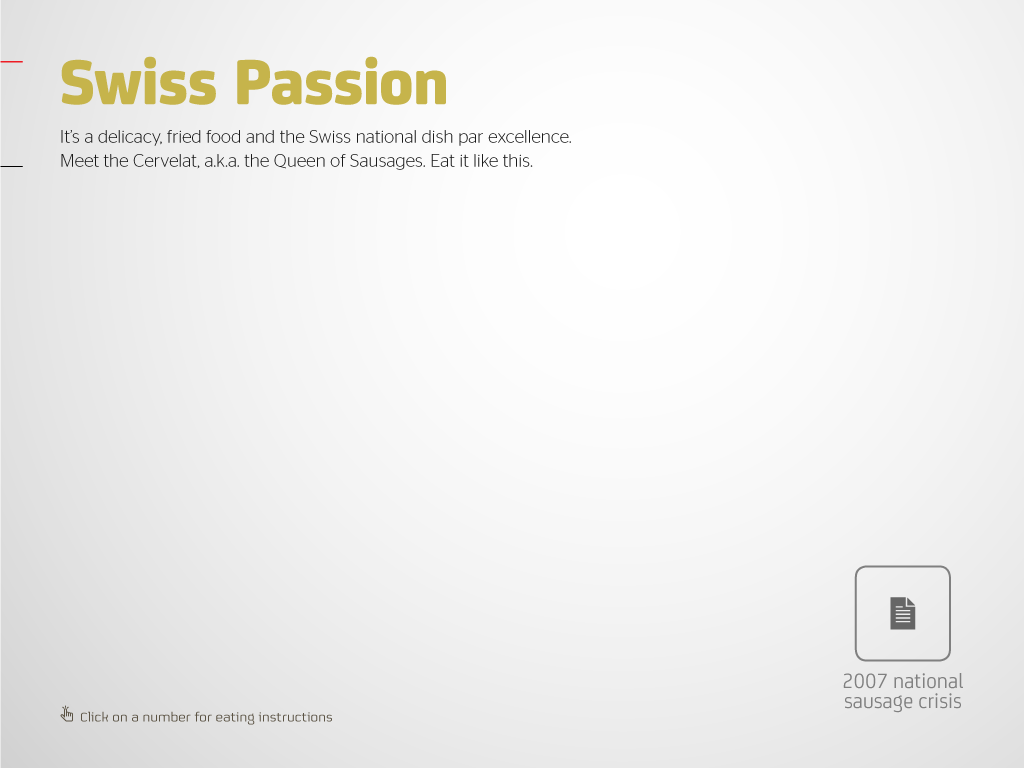 Swiss Passion
It's a delicacy, fried food and the Swiss national dish par excellence.
Meet the Cervelat, a.k.a. the Queen of Sausages. Eat it like this.
2007 national
sausage crisis
Click on a number for eating instructions